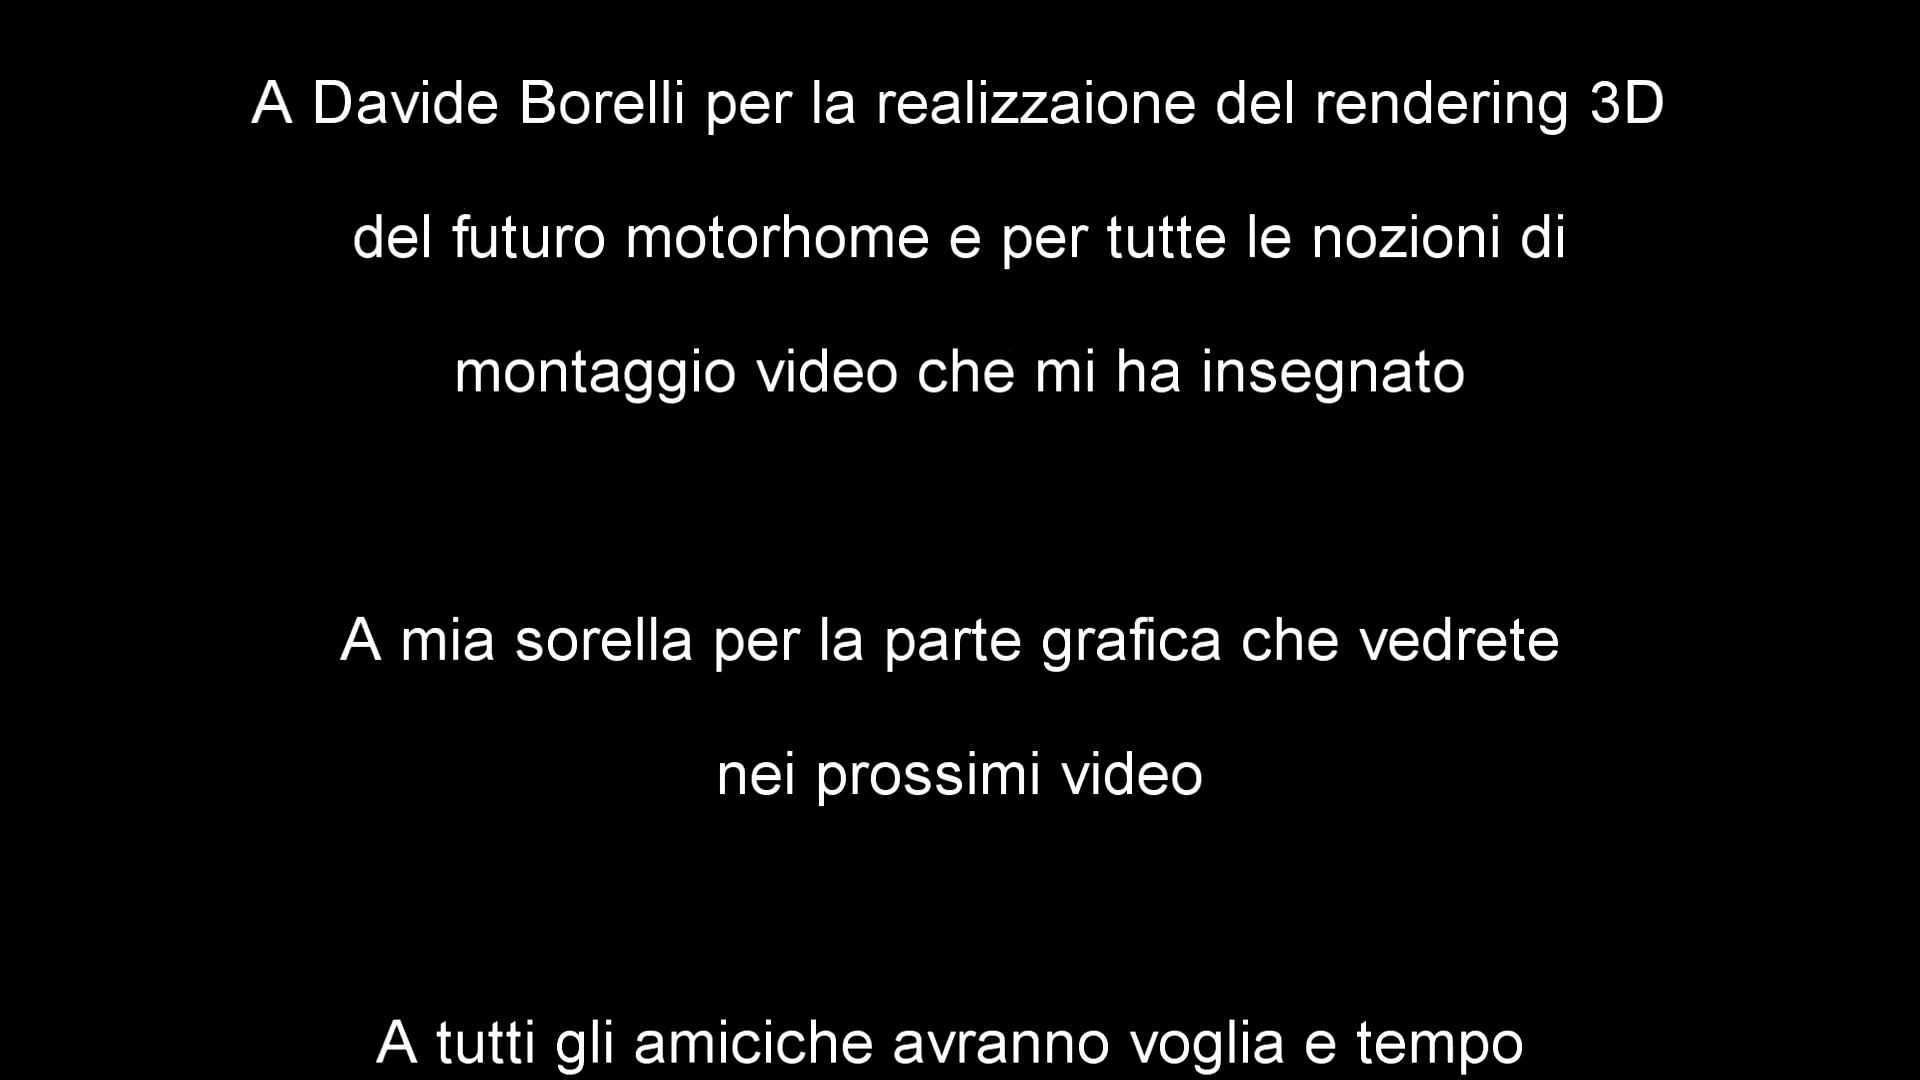 A Davide Borelli per la realizzaione del rendering 3D
del futuro motorhome e per tutte le nozioni di
montaggio video che mi ha insegnato
A mia sorella per la parte grafica che vedrete
nei prossimi video
A tutti gli amiciche avranno voglia e tempo